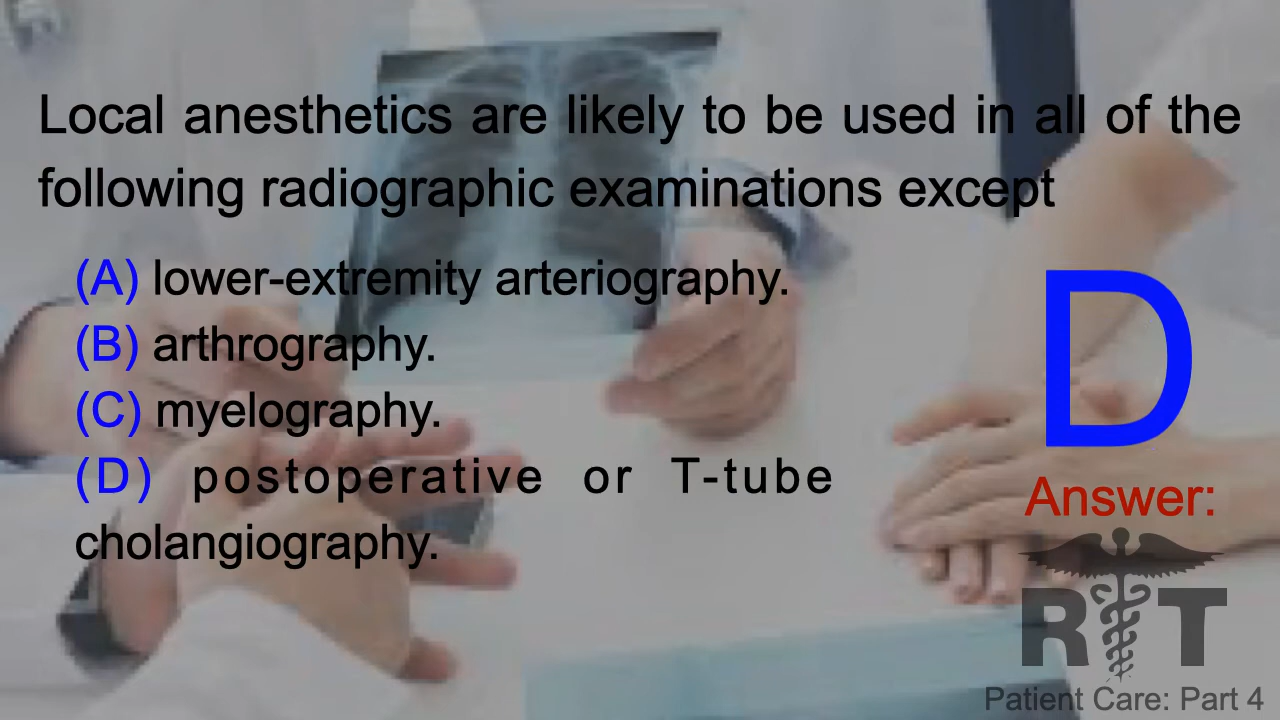 Local anesthetics are likely to be used in all of the
following radiographic examinations except
(A) lower-extremity arteriography.
(B) arthrography.
(C) myelography.
(D) postoperative or T-tube
cholangiography.
D
Answer:
RT
Patient Care: Part 4